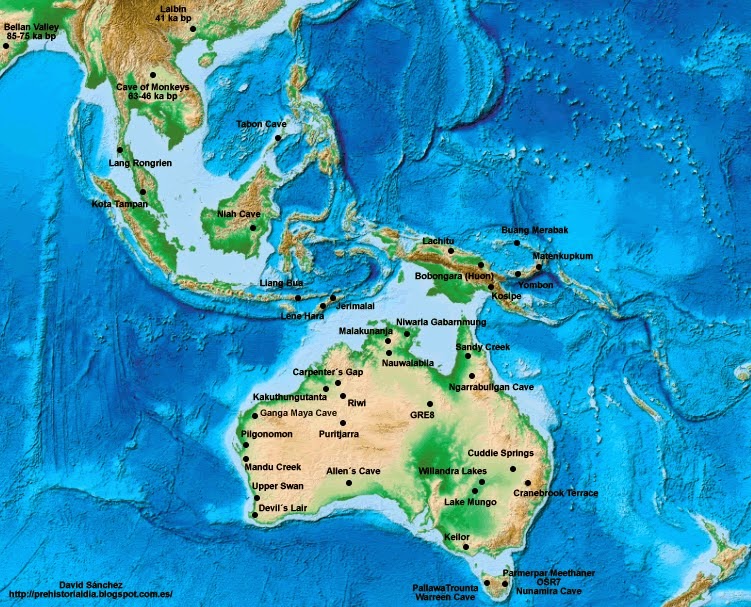 Laibin
41 ka bp
Bellan Valley
85-75 ka bp
Cave of Monkeys
63-46 ka bp
Tabon Cave
Lang Rongrien
Kota Tampan
Niah Cave
Buang Merabak
Lachitu
Matenkupkum
Bobongara (Huon)
Yombon
Liang Bua
Kosipe
Jerimalai
Lene Hara
Niwarla Gabarnmung
Malakunanja
Sandy Creek
Nauwalabila
Carpenter´s Gap
Ngarrabullgan Cave
Kakuthungutanta
Riwi
Ganga Maya Cave
GRE8
Pilgonomon
Puritjarra
Cuddie Springs
Mandu Creek
Allen´s Cave
Willandra Lakes
Upper Swan
Lake Mungo
Cranebrook Terrace
Devil´s Lair
Keilor
Parmerpar Meethaner
OSR7
Nunamira Cave
PallawaTrounta
Warreen Cave
David Sánchez
http://prehistorialdia.blogspot.com.es/